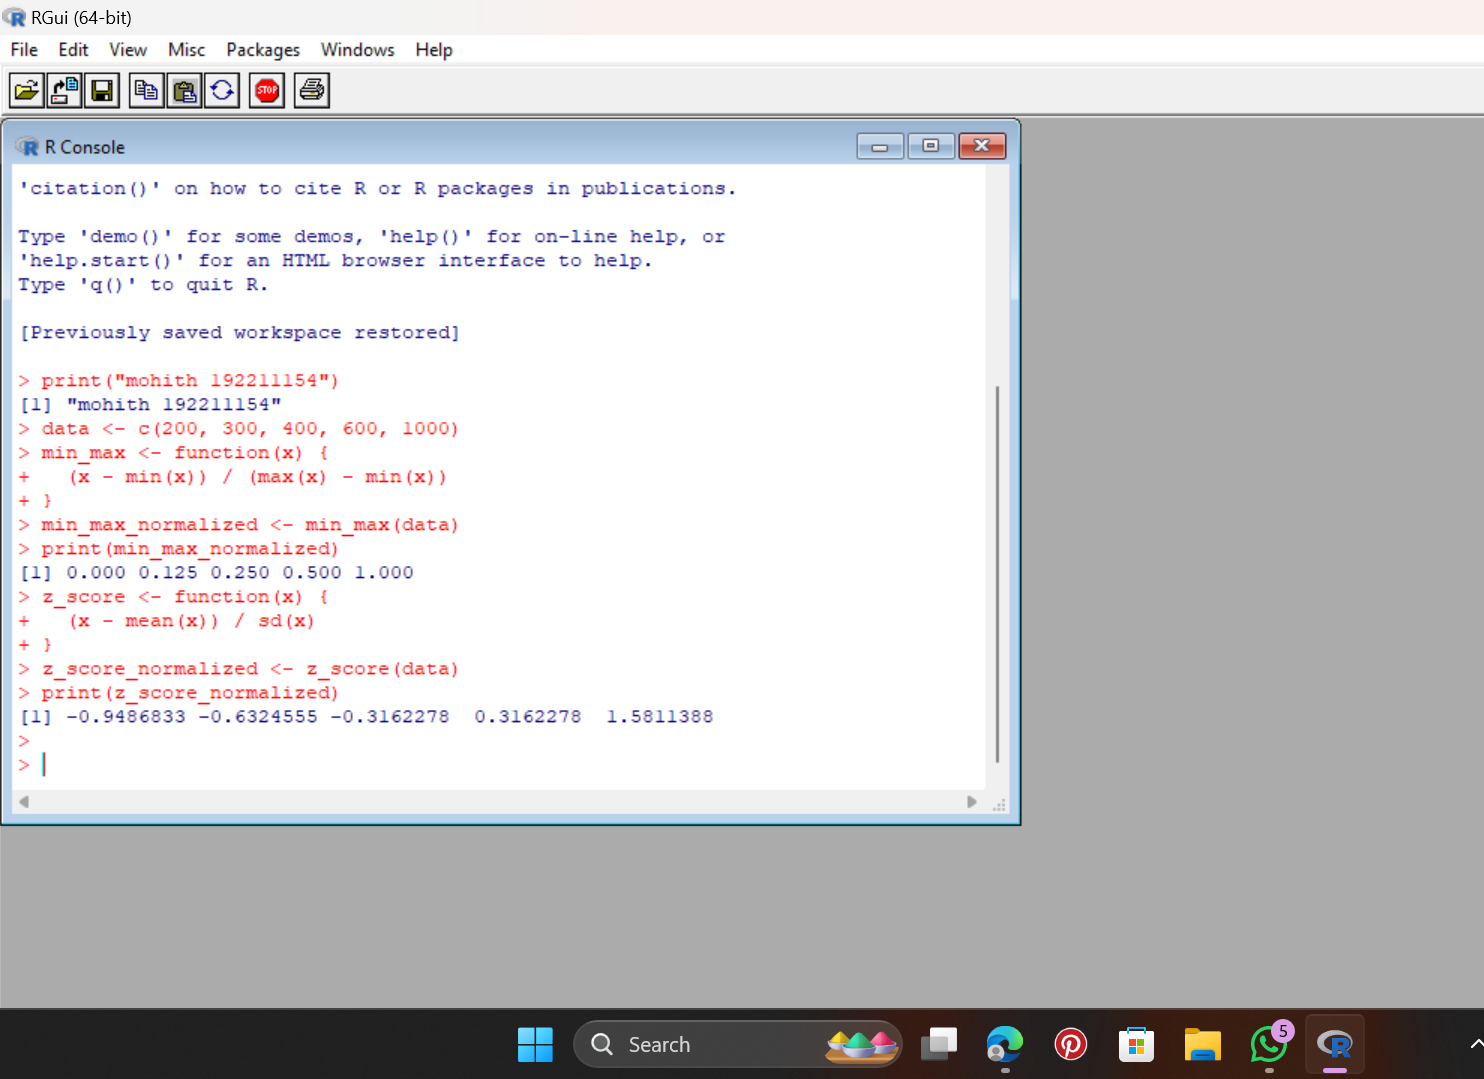 RGui (64-bit)
File Edit View Misc Packages Windows Help
STOP
R Console
'citation()' on how to cite R or R packages in publications.
Type 'demo()' for some demos, 'help()' for on-line help, or
'help.start()' for an HTML browser interface to help.
Type 'q()' to quit R.
[Previously saved workspace restored]
> print("mohith 192211154")
[1] "mohith 192211154"
> data <- c(200, 300, 400, 600, 1000)
> min_max <- function(x) {
+   (x - min(x)) / (max(x) - min(x))
+ }
> min_max_normalized <- min_max(data)
> print(min_max_normalized)
[1] 0.000 0.125 0.250 0.500 1.000
> z_score <- function(x) {
+   (x - mean(x)) / sd(x)
+ }
> z_score_normalized <- z_score(data)
> print(z_score_normalized)
[1] -0.9486833 -0.6324555 -0.3162278  0.3162278  1.5811388
>
>
Search
5